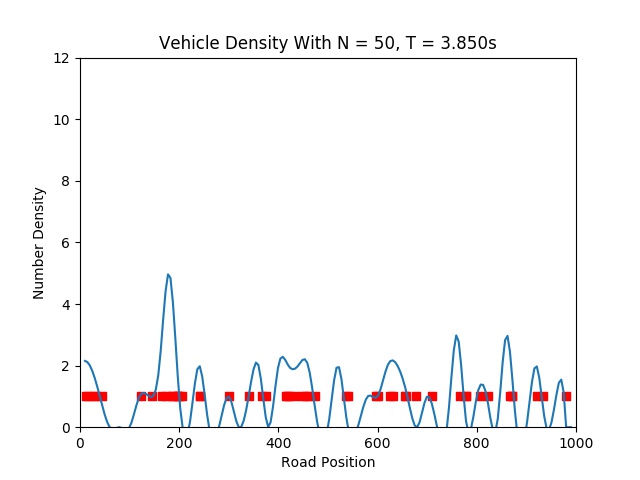 Vehicle Density With N = 50, T = 3.850s
12
10
8
6
4
2
0
Number Density
0 200 400 600 800 1000
Road Position